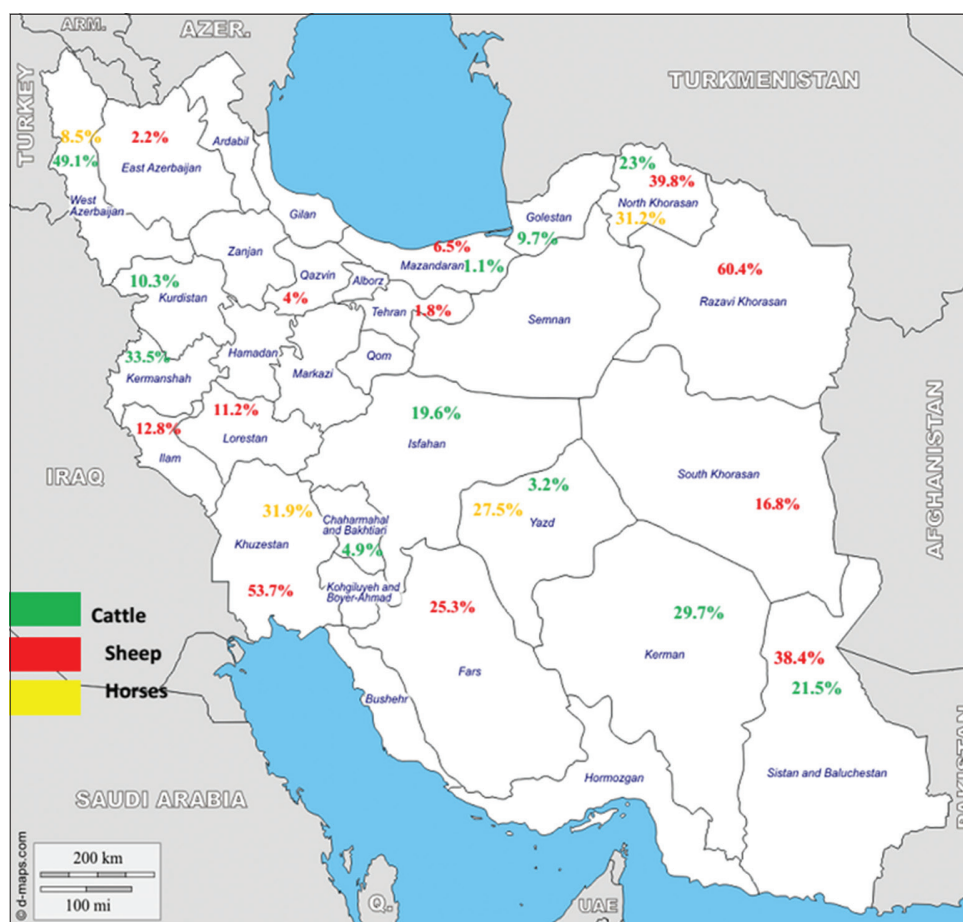 ARM.
AZER.
TURKEY
TURKMENISTAN
8.5%
2.2%
Ardabil
49.1%
East Azerbaijan
23%
39.8%
West
Azerbaijan
North Khorasan
31.2%
Gilan
Golestan
9.7%
Zanjan
6.5%
Mazandaran
1.1%
60.4%
Razavi Khorasan
10.3%
Kurdistan
Qazvin
4%
Alborz
Tehran
1.8%
Semnan
33.5%
Kermanshah
Hamadan
Markazi
Qom
11.2%
Lorestan
12.8%
Ilam
19.6%
Isfahan
AFGHANISTAN
IRAQ
South Khorasan
16.8%
3.2%
27.5%
Yazd
31.9%
Khuzestan
53.7%
Chaharmahal
and Bakhtiari
4.9%
Kohgiluyeh and
Boyer-Ahmad
25.3%
Fars
29.7%
Kerman
Cattle
Sheep
Horses
38.4%
21.5%
Bushehr
Sistan and Baluchestan
PAKISTAN
Hormozgan
SAUDI ARABIA
200 km
100 mi
© d-maps.com
Q.
UAE